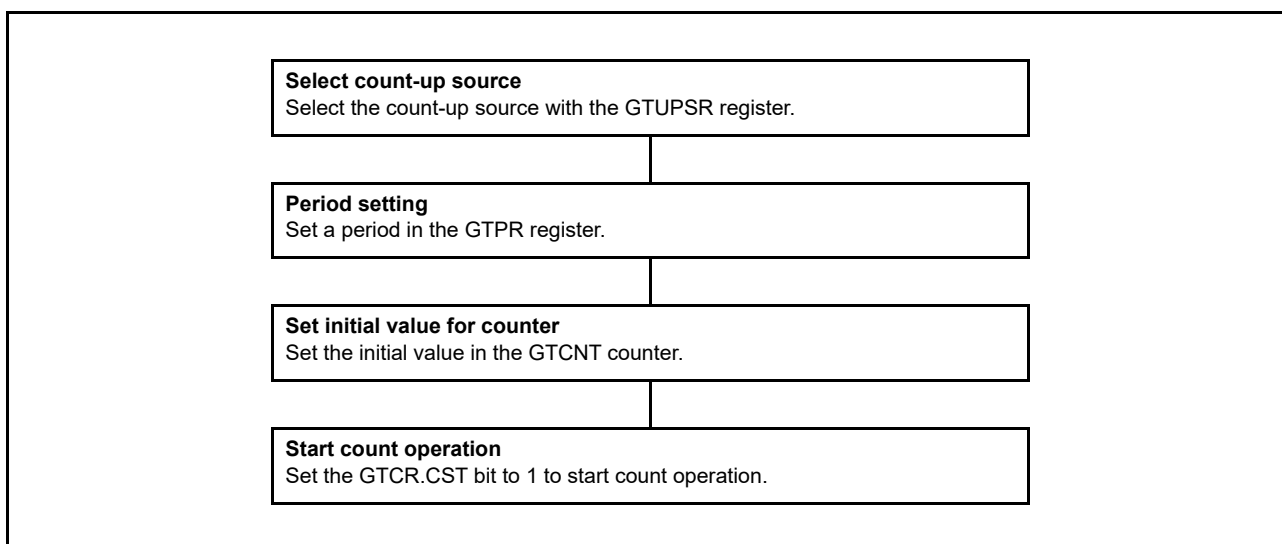 Select count-up source
Select the count-up source with the GTUPSR register.
Period setting
Set a period in the GTPR register.
Set initial value for counter
Set the initial value in the GTCNT counter.
Start count operation
Set the GTCR.CST bit to 1 to start count operation.